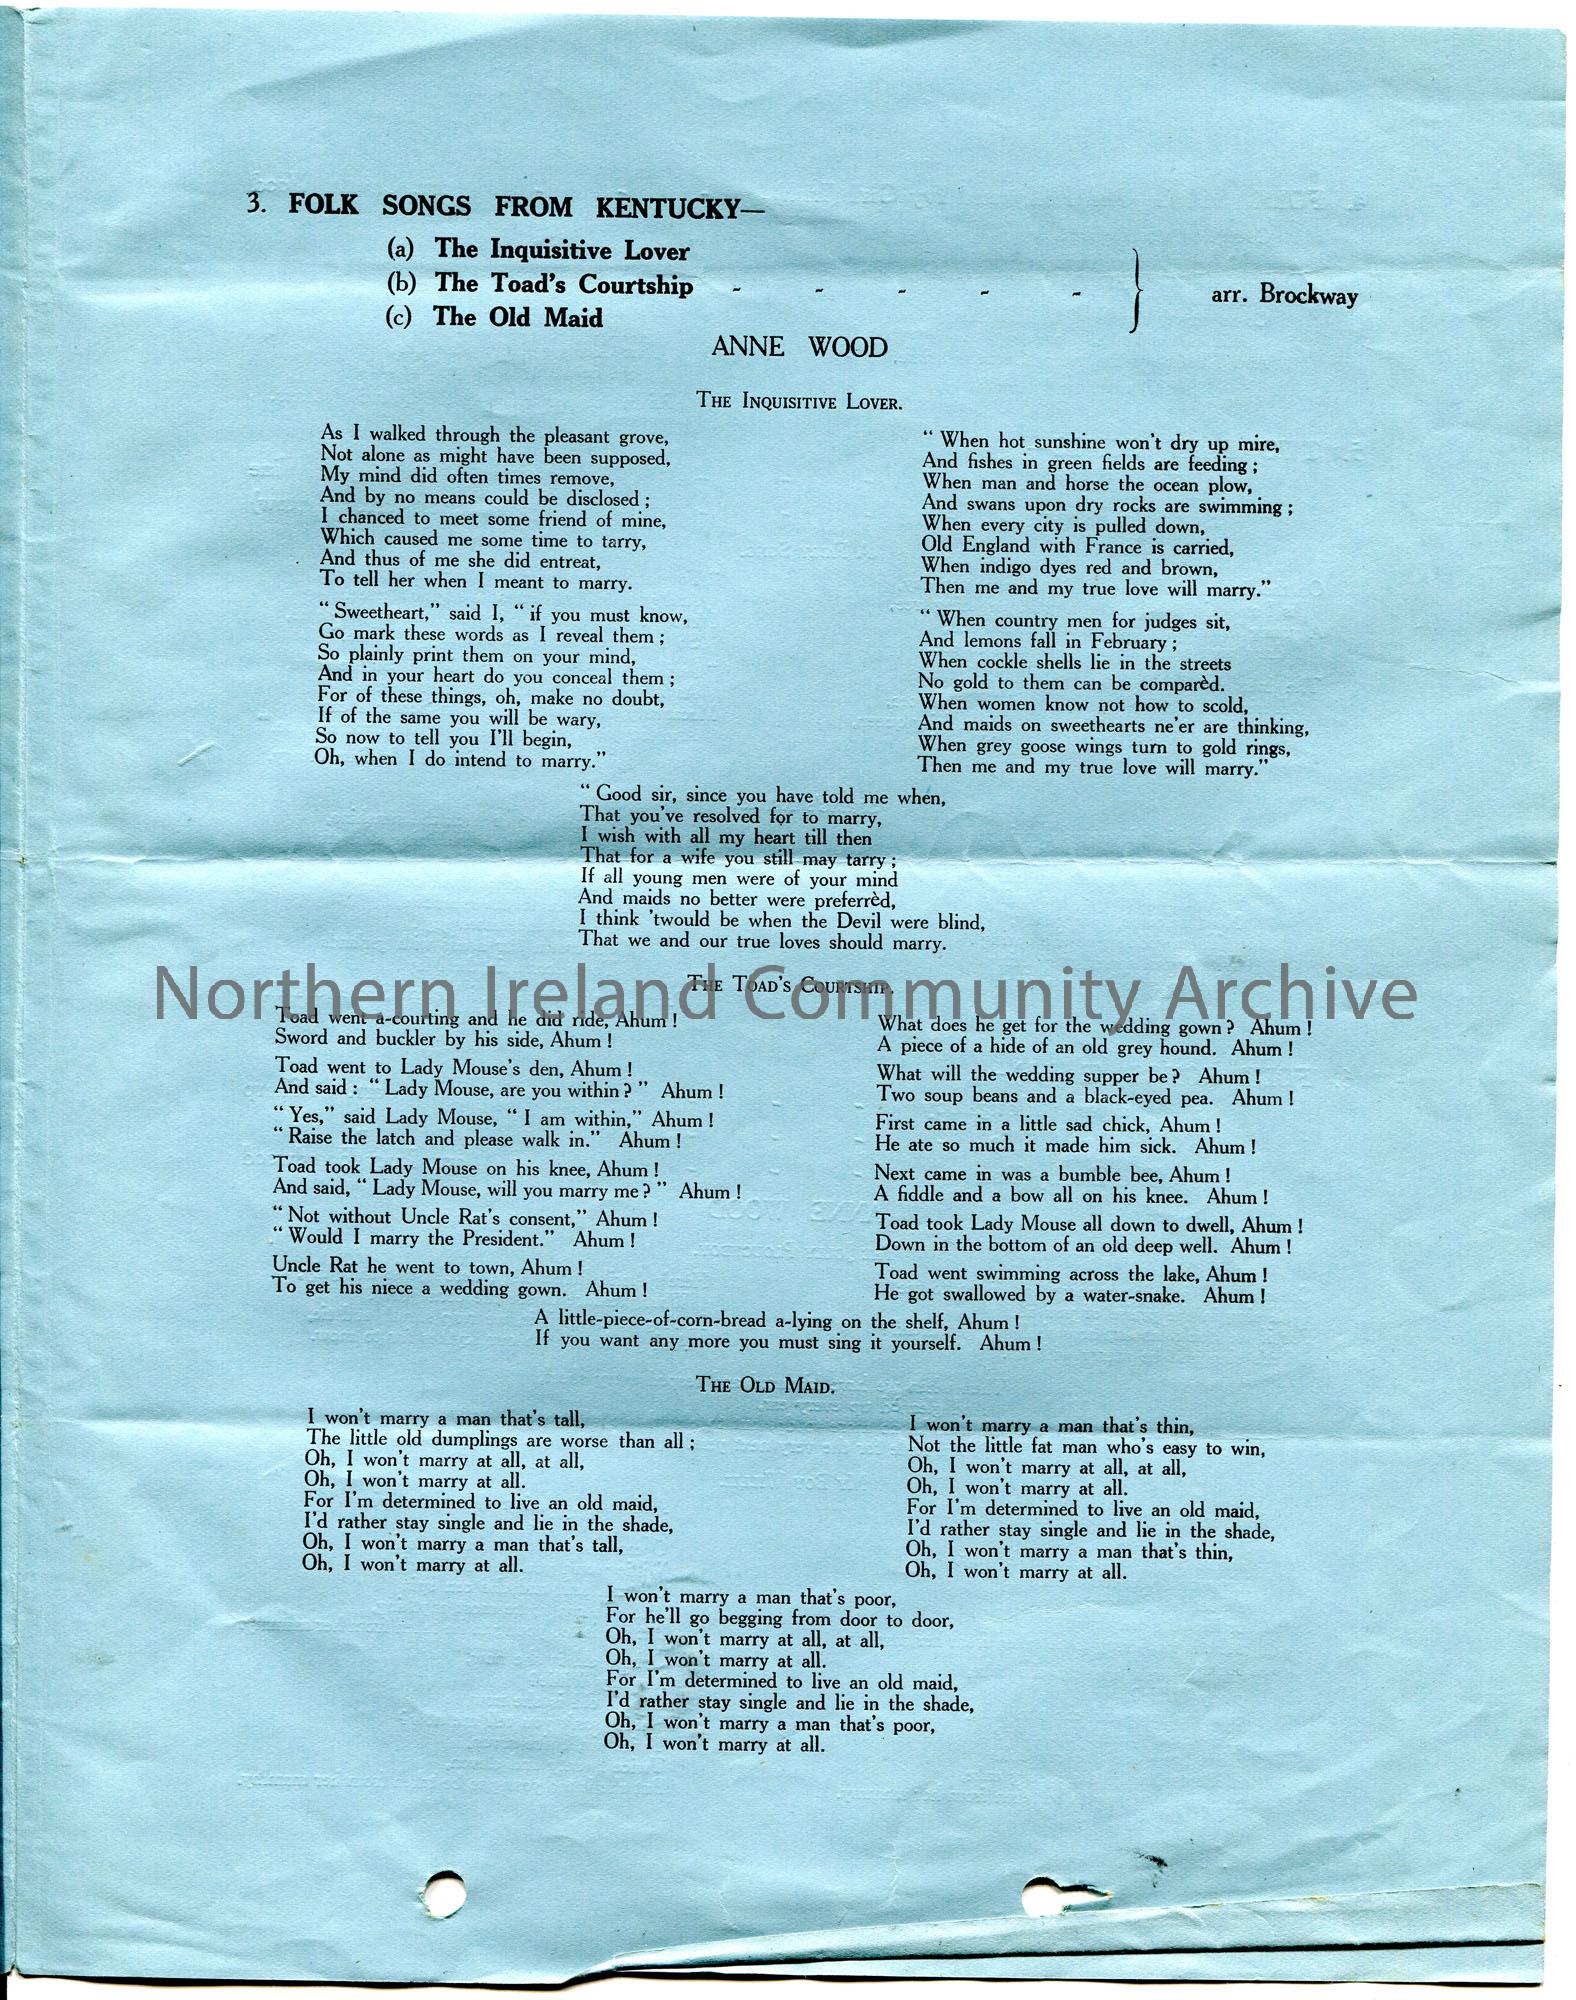 3. FOLK SONGS FROM KENTUCKY—
(a) The Inquisitive Lover
(b) The Toad's Courtship - - - - - arr. Brockway
(c) The Old Maid
ANNE WOOD
THE INQUISITIVE LOVER.
As I walked through the pleasant grove,
Not alone as might have been supposed,
My mind did often times remove,
And by no means could be disclosed ;
I chanced to meet some friend of mine,
Which caused me some time to tarry,
And thus of me she did entreat,
To tell her when I meant to marry.
“ Sweetheart,” said I, “ if you must know,
Go mark these words as I reveal them ;
So plainly print them on your mind,
And in your heart do you conceal them ;
For of these things, oh, make no doubt,
If of the same you will be wary,
So now to tell you I'll begin,
Oh, when I do intend to marry.”
“ When hot sunshine won't dry up mire,
And fishes in green fields are feeding ;
When man and horse the ocean plow,
And swans upon dry rocks are swimming ;
When every city is pulled down,
Old England with France is carried,
When indigo dyes red and brown,
Then me and my true love will marry.”
“ When country men for judges sit,
And lemons fall in February ;
When cockle shells lie in the streets
No gold to them can be comparèd.
When women know not how to scold,
And maids on sweethearts ne'er are thinking,
When grey goose wings turn to gold rings,
Then me and my true love will marry.”
“ Good sir, since you have told me when,
That you've resolved for to marry,
I wish with all my heart till then
That for a wife you still may tarry ;
If all young men were of your mind
And maids no better were preferrèd,
I think 'twould be when the Devil were blind,
That we and our true loves should marry.
Northern Ireland Community Archive
THE TOAD'S COURTSHIP.
Toad went a-courting and he did ride, Ahum !
Sword and buckler by his side, Ahum !
Toad went to Lady Mouse's den, Ahum !
And said : “ Lady Mouse, are you within ? ” Ahum !
“ Yes,” said Lady Mouse, “ I am within,” Ahum !
“ Raise the latch and please walk in.” Ahum !
Toad took Lady Mouse on his knee, Ahum !
And said, “ Lady Mouse, will you marry me ? ” Ahum !
“ Not without Uncle Rat's consent,” Ahum !
“ Would I marry the President.” Ahum !
Uncle Rat he went to town, Ahum !
To get his niece a wedding gown. Ahum !
What does he get for the wedding gown ? Ahum !
A piece of a hide of an old grey hound. Ahum !
What will the wedding supper be ? Ahum !
Two soup beans and a black-eyed pea. Ahum !
First came in a little sad chick, Ahum !
He ate so much it made him sick. Ahum !
Next came in was a bumble bee, Ahum !
A fiddle and a bow all on his knee. Ahum !
Toad took Lady Mouse all down to dwell, Ahum !
Down in the bottom of an old deep well. Ahum !
Toad went swimming across the lake, Ahum !
He got swallowed by a water-snake. Ahum !
A little-piece-of-corn-bread a-lying on the shelf, Ahum !
If you want any more you must sing it yourself. Ahum !
THE OLD MAID.
I won't marry a man that's tall,
The little old dumplings are worse than all ;
Oh, I won't marry at all, at all,
Oh, I won't marry at all.
For I'm determined to live an old maid,
I'd rather stay single and lie in the shade,
Oh, I won't marry a man that's tall,
Oh, I won't marry at all.
I won't marry a man that's thin,
Not the little fat man who's easy to win,
Oh, I won't marry at all, at all,
Oh, I won't marry at all.
For I'm determined to live an old maid,
I'd rather stay single and lie in the shade,
Oh, I won't marry a man that's thin,
Oh, I won't marry at all.
I won't marry a man that's poor,
For he'll go begging from door to door,
Oh, I won't marry at all, at all,
Oh, I won't marry at all.
For I'm determined to live an old maid,
I'd rather stay single and lie in the shade,
Oh, I won't marry a man that's poor,
Oh, I won't marry at all.